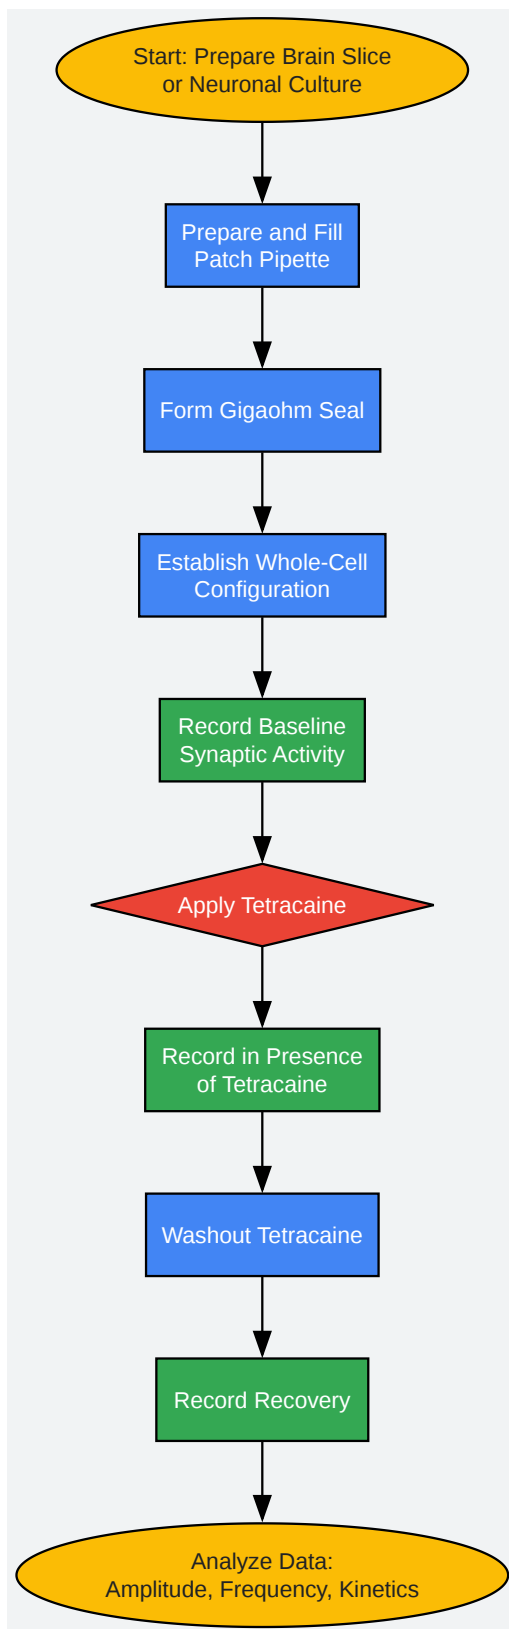 Start: Prepare Brain Slice
or Neuronal Culture
Prepare and Fill
Patch Pipette
Form Gigaohm Seal
Establish Whole-Cell
Configuration
Record Baseline
Synaptic Activity
Apply Tetracaine
Record in Presence
of Tetracaine
Washout Tetracaine
Record Recovery
Analyze Data:
Amplitude, Frequency, Kinetics